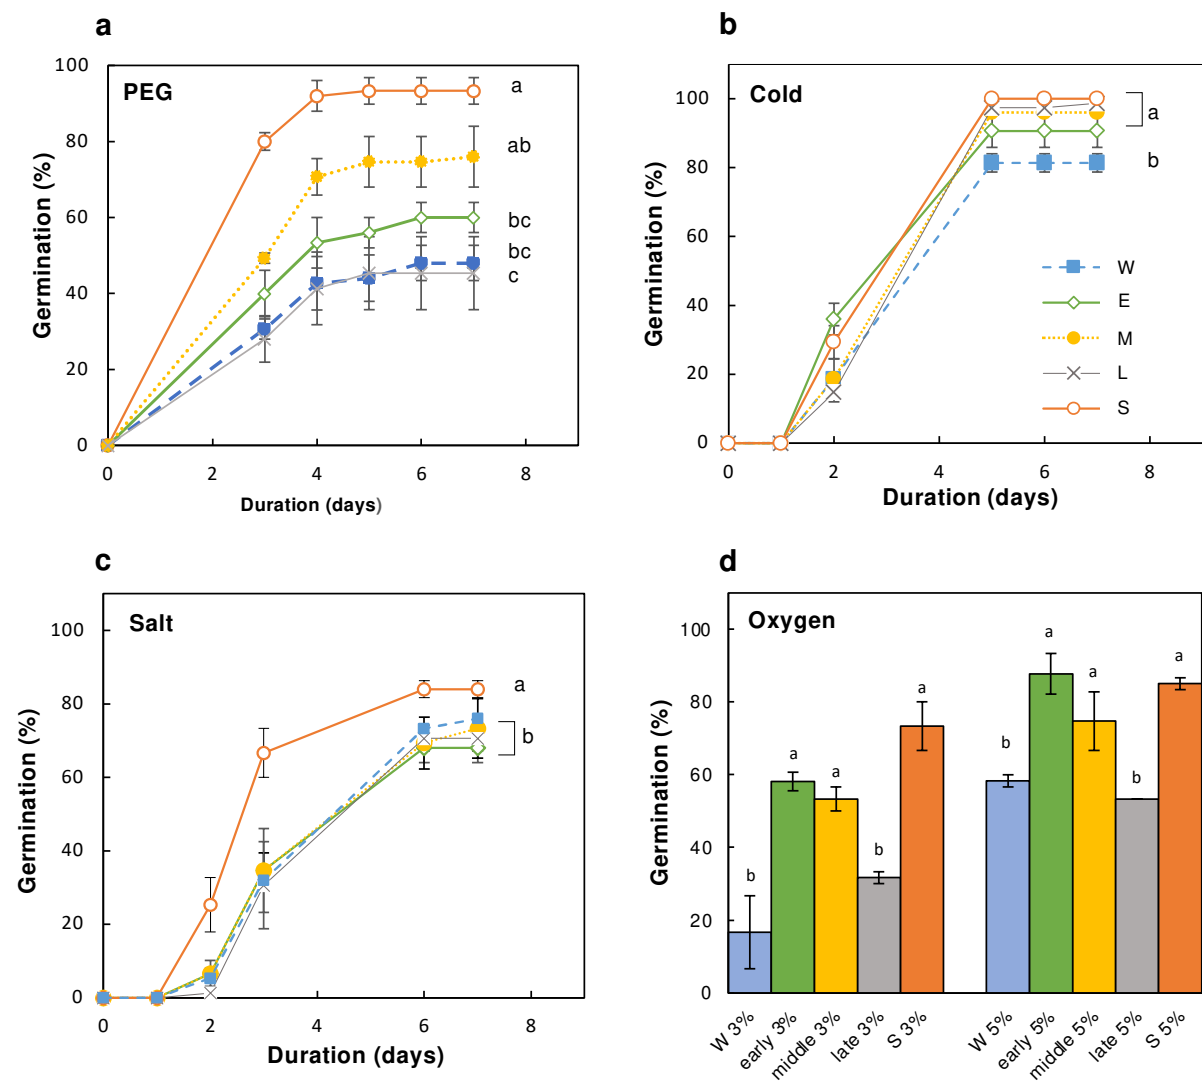 a
PEG
Germination (%)
100
80
60
40
20
0
0 2 4 6 8
Duration (days)
a
ab
bc
bc
c
b
Cold
Germination (%)
100
80
60
40
20
0
0 2 4 6 8
Duration (days)
a
b
W
E
M
L
S
c
Salt
Germination (%)
100
80
60
40
20
0
0 2 4 6 8
Duration (days)
a
b
d
Oxygen
Germination (%)
100
80
60
40
20
0
b a a b a b a a b a
W 3%
early 3%
middle 3%
late 3%
S 3%
W 5%
early 5%
middle 5%
late 5%
S 5%